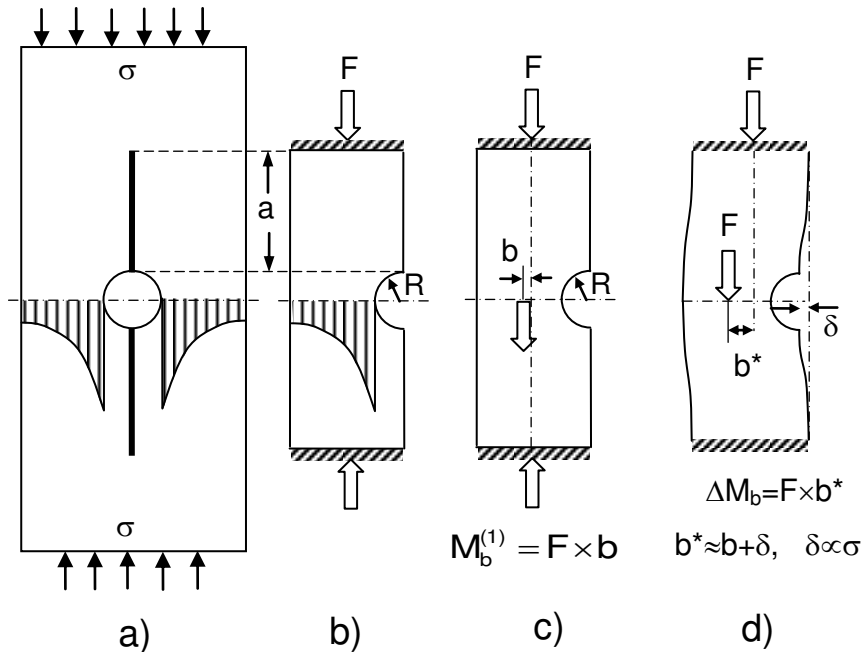 σ
F
F
F
a
b
F
R
R
δ
b*
ΔM_b=F×b*
σ
M_b^(1) = F×b
b*≈b+δ, δ∝σ
a)
b)
c)
d)